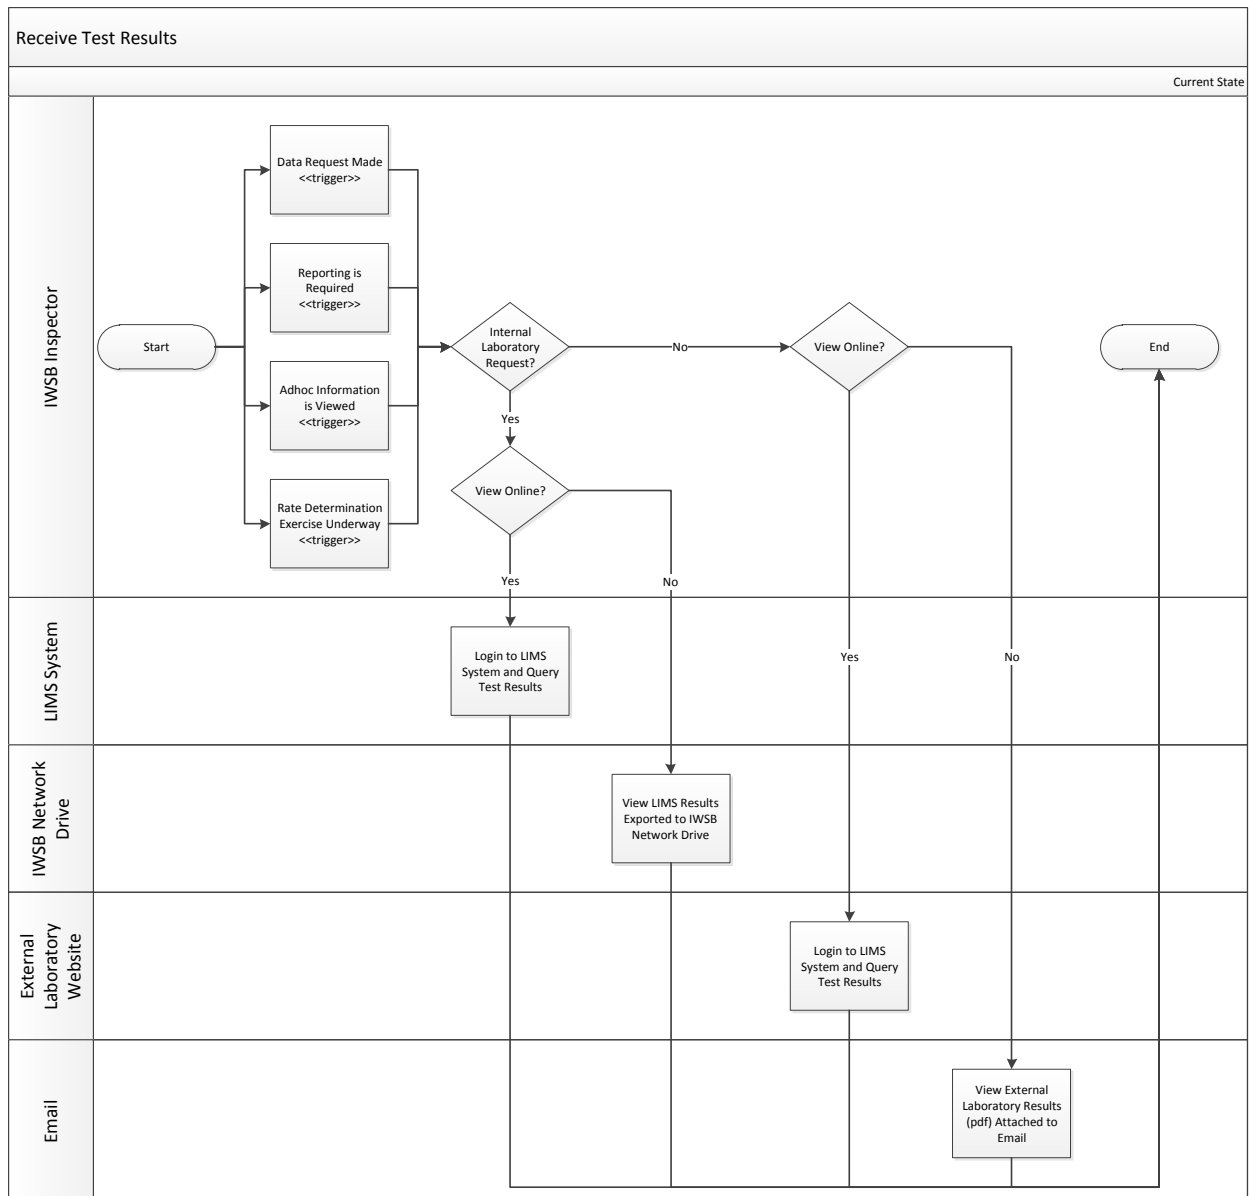 Receive Test Results
Current State
IWSB Inspector
Data Request Made
<<trigger>>
Reporting is
Required
<<trigger>>
Start
Adhoc Information
is Viewed
<<trigger>>
Rate Determination
Exercise Underway
<<trigger>>
Internal
Laboratory
Request?
No
View Online?
End
Yes
View Online?
Yes
No
LIMS System
Login to LIMS
System and Query
Test Results
Yes
No
IWSB Network
Drive
View LIMS Results
Exported to IWSB
Network Drive
External
Laboratory
Website
Login to LIMS
System and Query
Test Results
Email
View External
Laboratory Results
(pdf) Attached to
Email